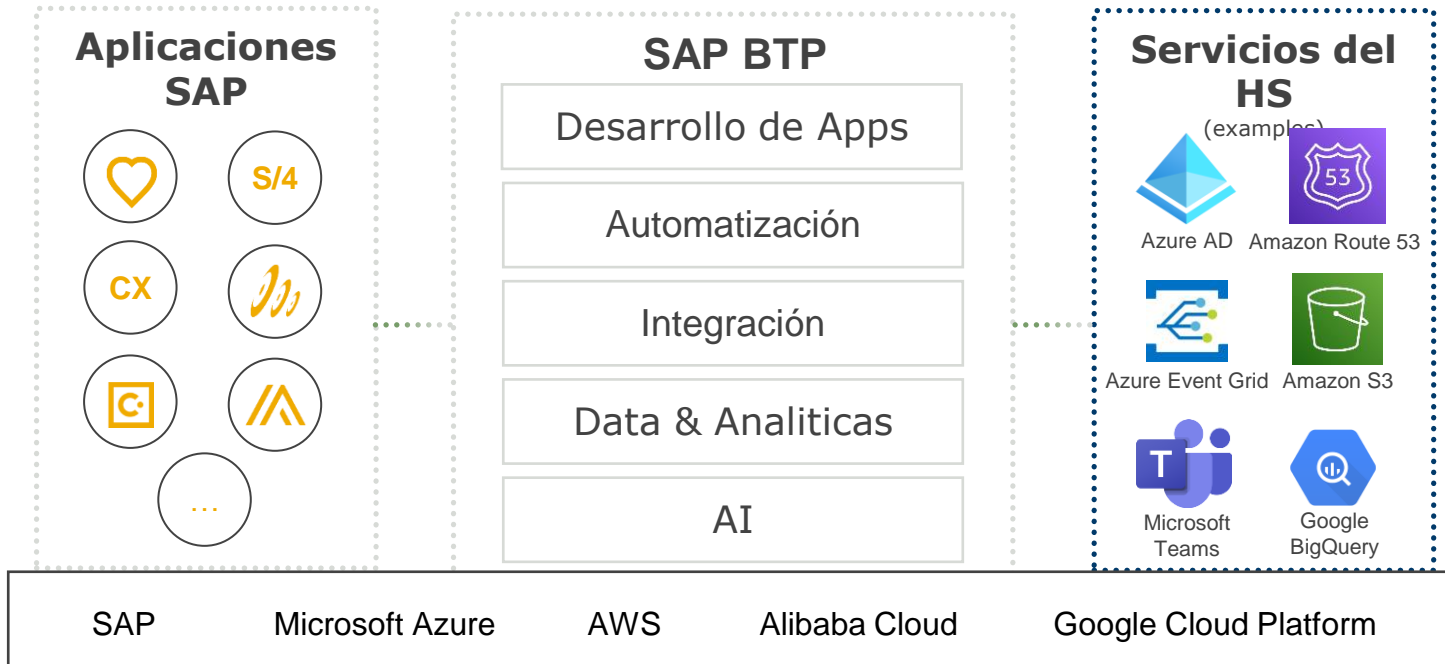 Aplicaciones
SAP
S/4
CX
C
...
SAP BTP
Desarrollo de Apps
Automatización
Integración
Data & Analiticas
AI
Servicios del
HS
(examples)
53
Azure AD
Amazon Route 53
Azure Event Grid
Amazon S3
T
Microsoft
Teams
Google
BigQuery
SAP
Microsoft Azure
AWS
Alibaba Cloud
Google Cloud Platform